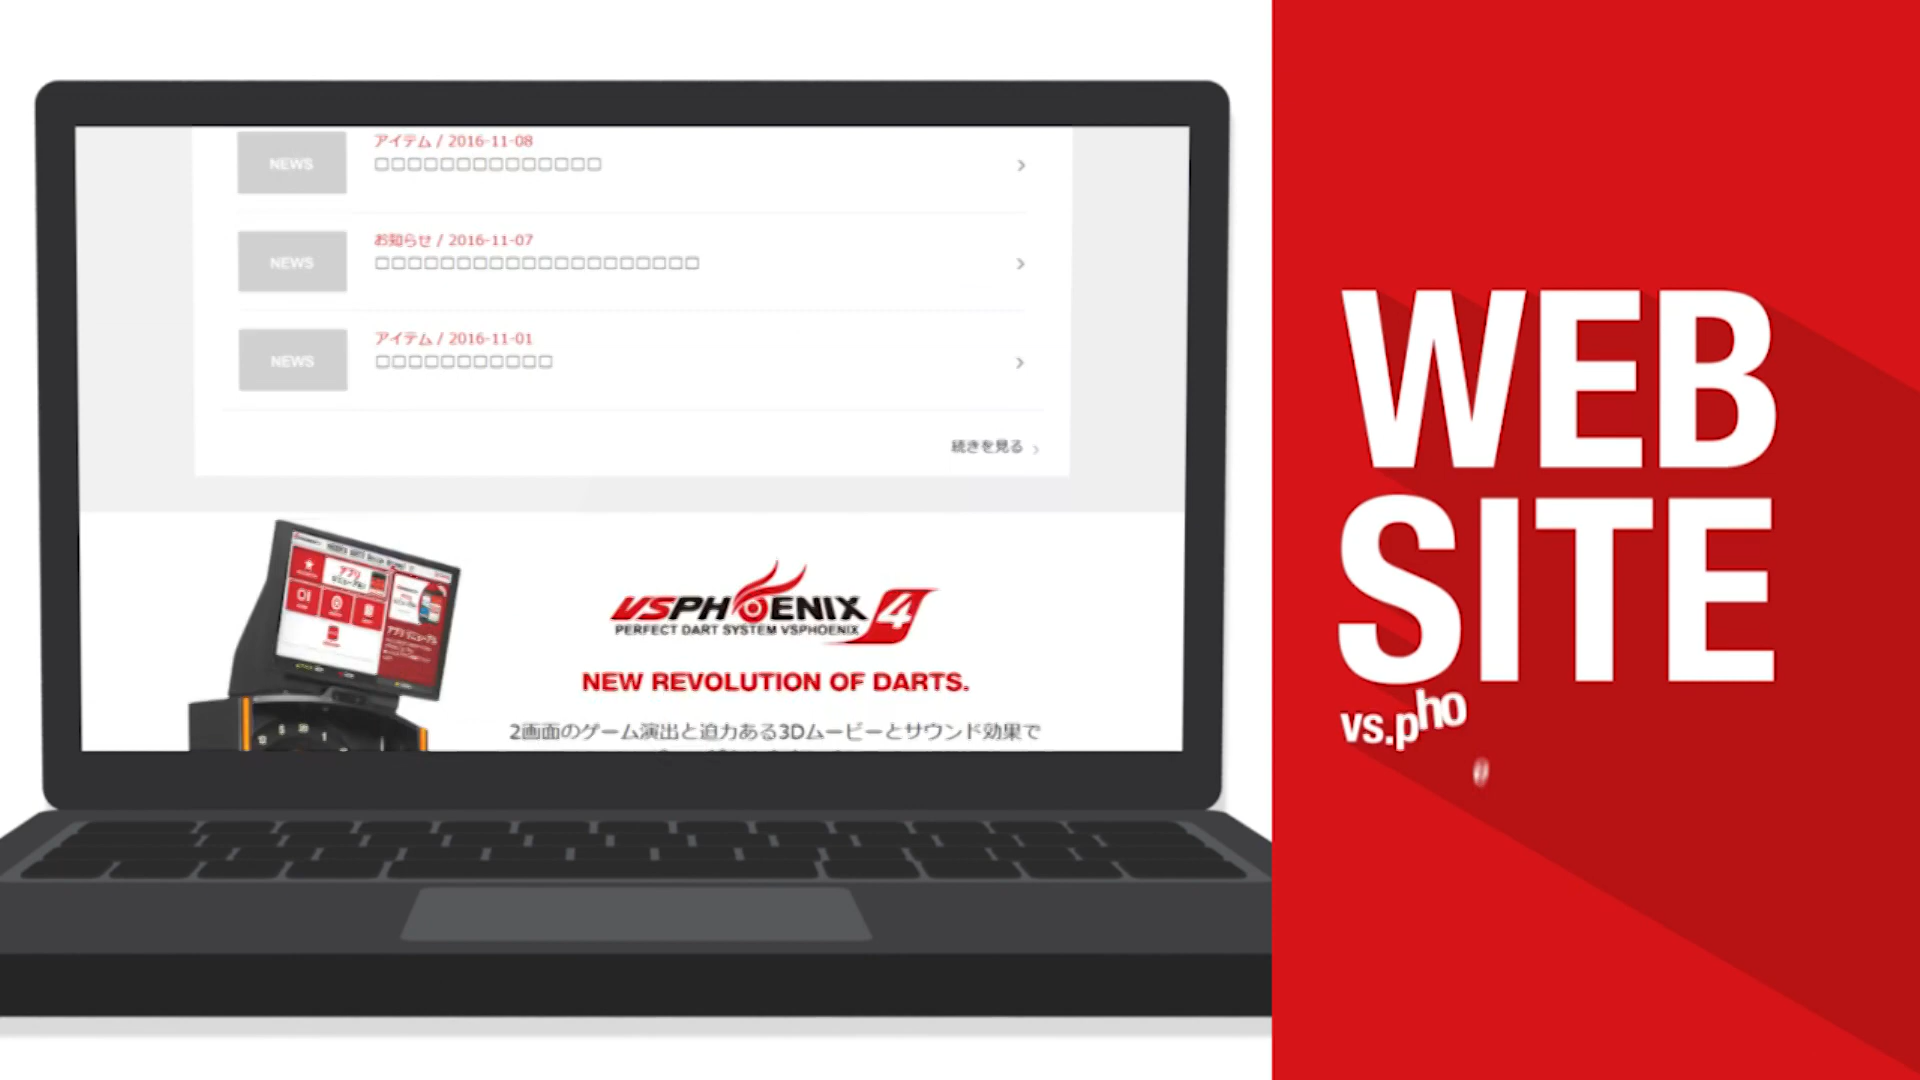 アイテム / 2016-11-08
NEWS
□□□□□□□□□□□□□□
お知らせ / 2016-11-07
NEWS
□□□□□□□□□□□□□□□□□□□□
アイテム / 2016-11-01
NEWS
□□□□□□□□□□□
続きを見る
VSPHOENIX 4
PERFECT DART SYSTEM VSPHOENIX
NEW REVOLUTION OF DARTS.
2画面のゲーム演出と迫力ある3Dムービーとサウンド効果で
アプリ
WEB
SITE
vs.pho